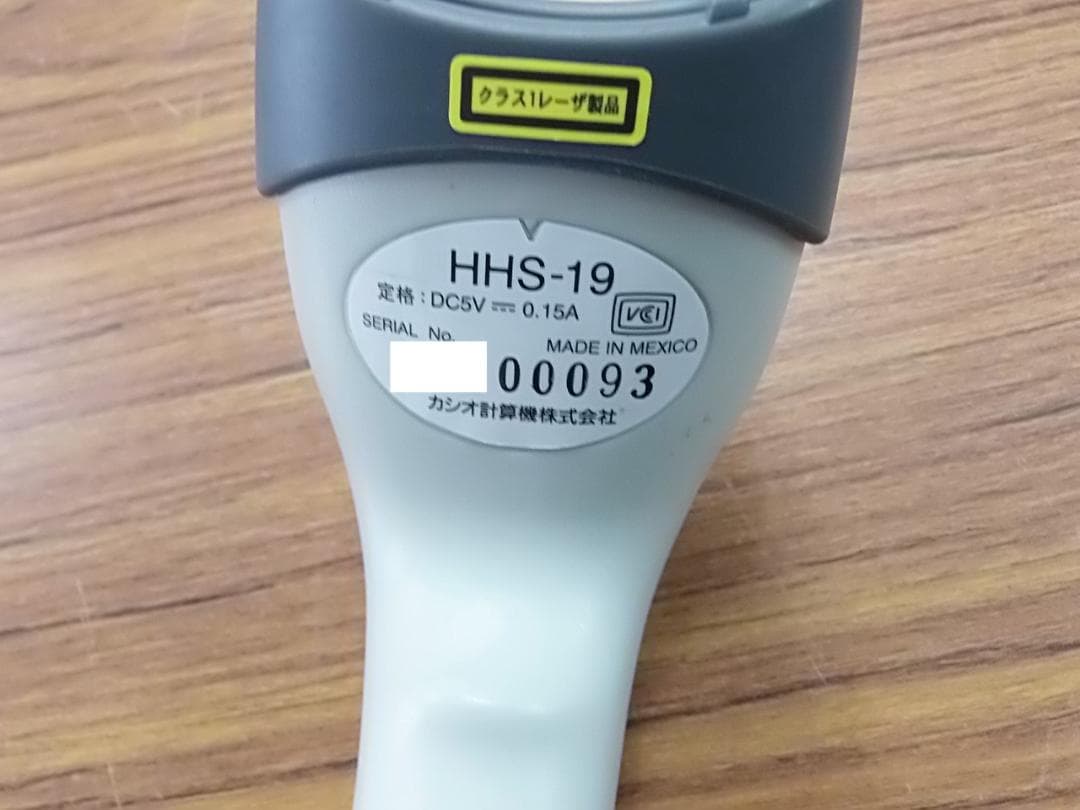 クラス1レーザ製品
HHS-19
定格：DC5V ⎓ 0.15A
VCI
SERIAL No.
MADE IN MEXICO
00093
カシオ計算機株式会社